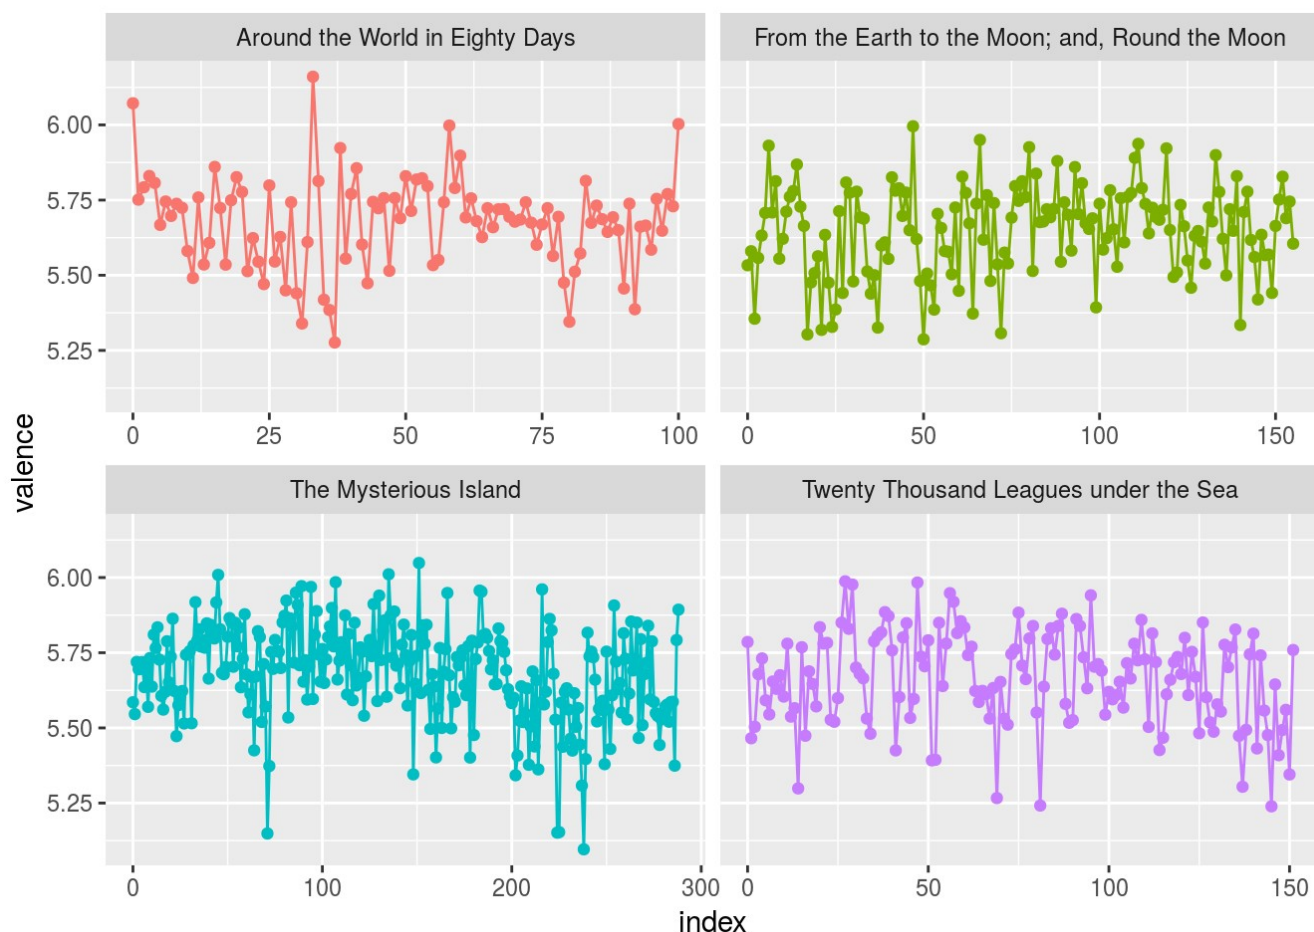 Around the World in Eighty Days
From the Earth to the Moon; and, Round the Moon
6.00
5.75
5.50
5.25
0 25 50 75 100
0 50 100 150
The Mysterious Island
Twenty Thousand Leagues under the Sea
6.00
5.75
5.50
5.25
0 100 200 300
0 50 100 150
valence
index